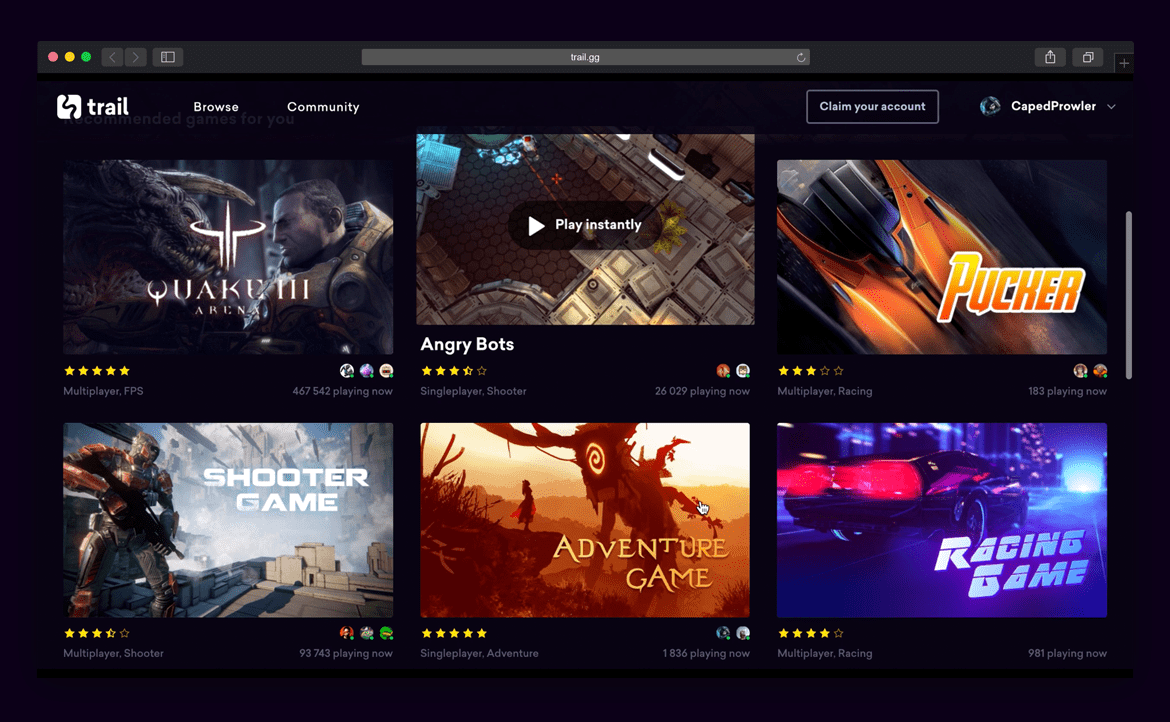 trail.gg
trail
Browse
Community
Claim your account
CapedProwler
Recommended games for you
QUAKE III
ARENA
Play instantly
PUCKER
Angry Bots
Multiplayer, FPS
467 542 playing now
Singleplayer, Shooter
26 029 playing now
Multiplayer, Racing
183 playing now
SHOOTER
GAME
ADVENTURE
GAME
RACING
GAME
Multiplayer, Shooter
93 743 playing now
Singleplayer, Adventure
1 836 playing now
Multiplayer, Racing
981 playing now